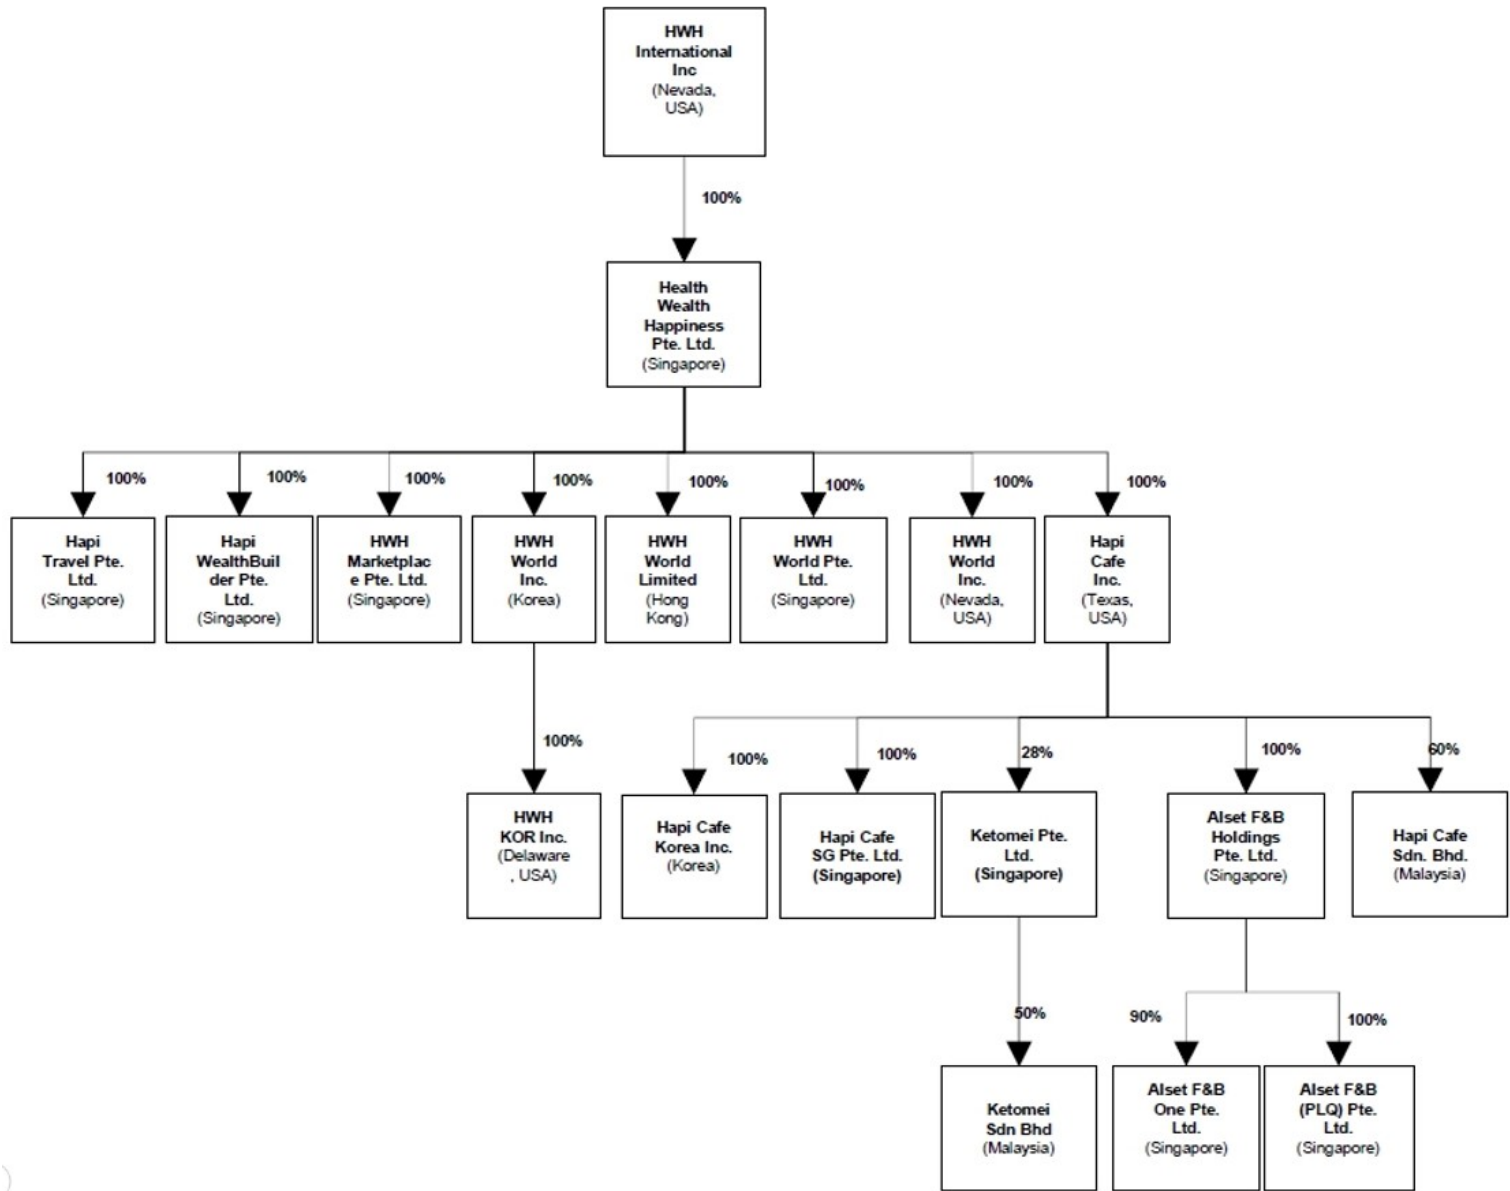 HWH
International
Inc
(Nevada,
USA)
100%
Health
Wealth
Happiness
Pte. Ltd.
(Singapore)
100%
100%
100%
100%
100%
100%
100%
100%
Hapi
Travel Pte.
Ltd.
(Singapore)
Hapi
WealthBuil
der Pte.
Ltd.
(Singapore)
HWH
Marketplac
e Pte. Ltd.
(Singapore)
HWH
World
Inc.
(Korea)
HWH
World
Limited
(Hong
Kong)
HWH
World Pte.
Ltd.
(Singapore)
HWH
World
Inc.
(Nevada,
USA)
Hapi
Cafe
Inc.
(Texas,
USA)
100%
100%
100%
28%
100%
60%
HWH
KOR Inc.
(Delaware
, USA)
Hapi Cafe
Korea Inc.
(Korea)
Hapi Cafe
SG Pte. Ltd.
(Singapore)
Ketomei Pte.
Ltd.
(Singapore)
Alset F&B
Holdings
Pte. Ltd.
(Singapore)
Hapi Cafe
Sdn. Bhd.
(Malaysia)
50%
90%
100%
Ketomei
Sdn Bhd
(Malaysia)
Alset F&B
One Pte.
Ltd.
(Singapore)
Alset F&B
(PLQ) Pte.
Ltd.
(Singapore)